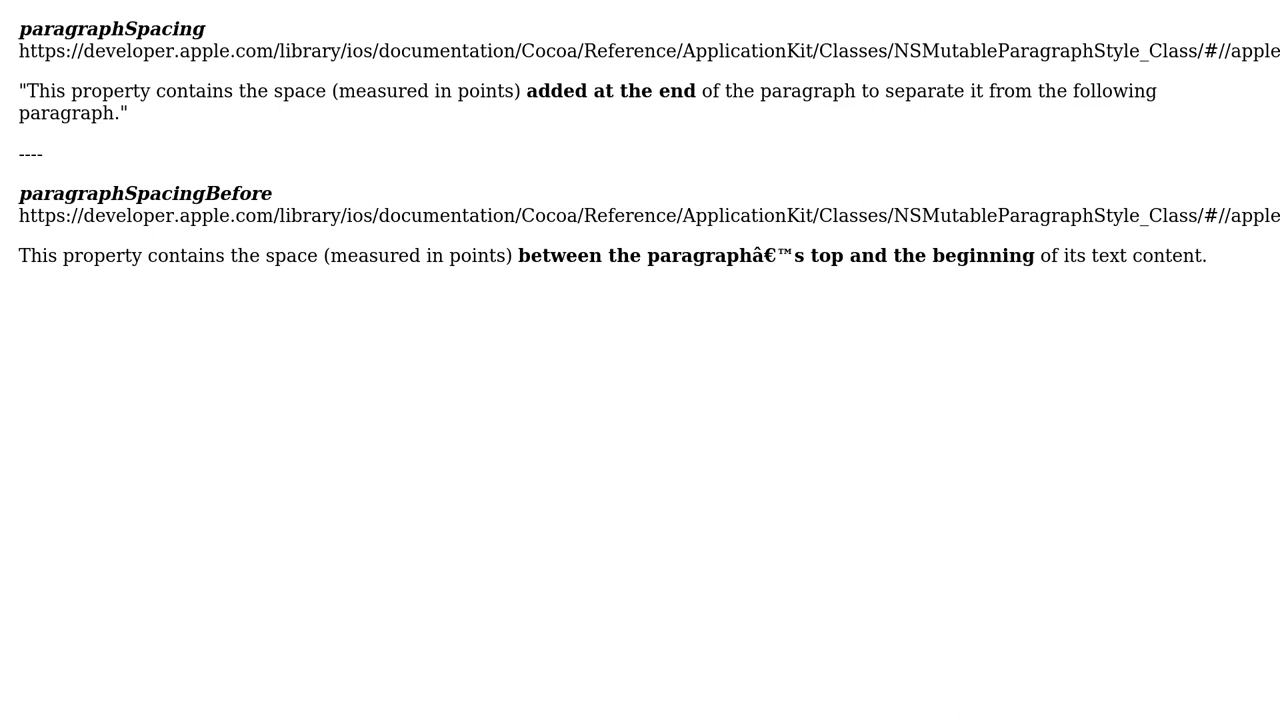 paragraphSpacing
https://developer.apple.com/library/ios/documentation/Cocoa/Reference/ApplicationKit/Classes/NSMutableParagraphStyle_Class/#//apple
"This property contains the space (measured in points) added at the end of the paragraph to separate it from the following
paragraph."
----
paragraphSpacingBefore
https://developer.apple.com/library/ios/documentation/Cocoa/Reference/ApplicationKit/Classes/NSMutableParagraphStyle_Class/#//apple
This property contains the space (measured in points) between the paragraphâ€™s top and the beginning of its text content.